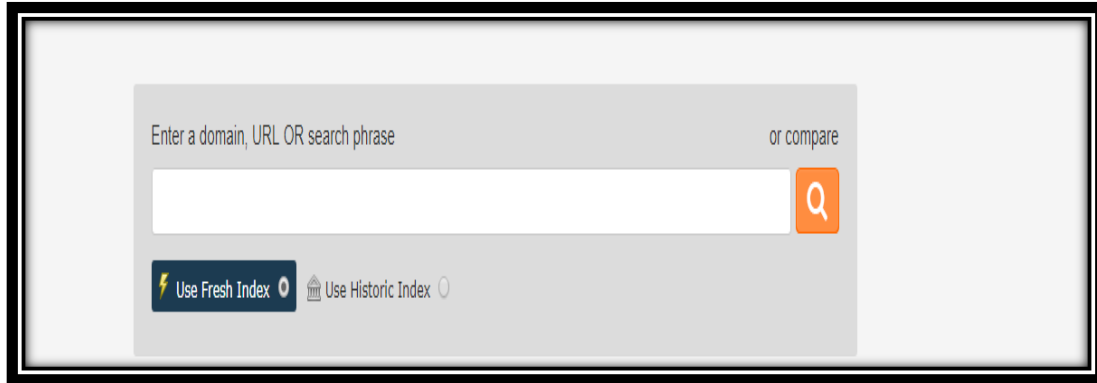 Enter a domain, URL OR search phrase or compare
Use Fresh Index Use Historic Index